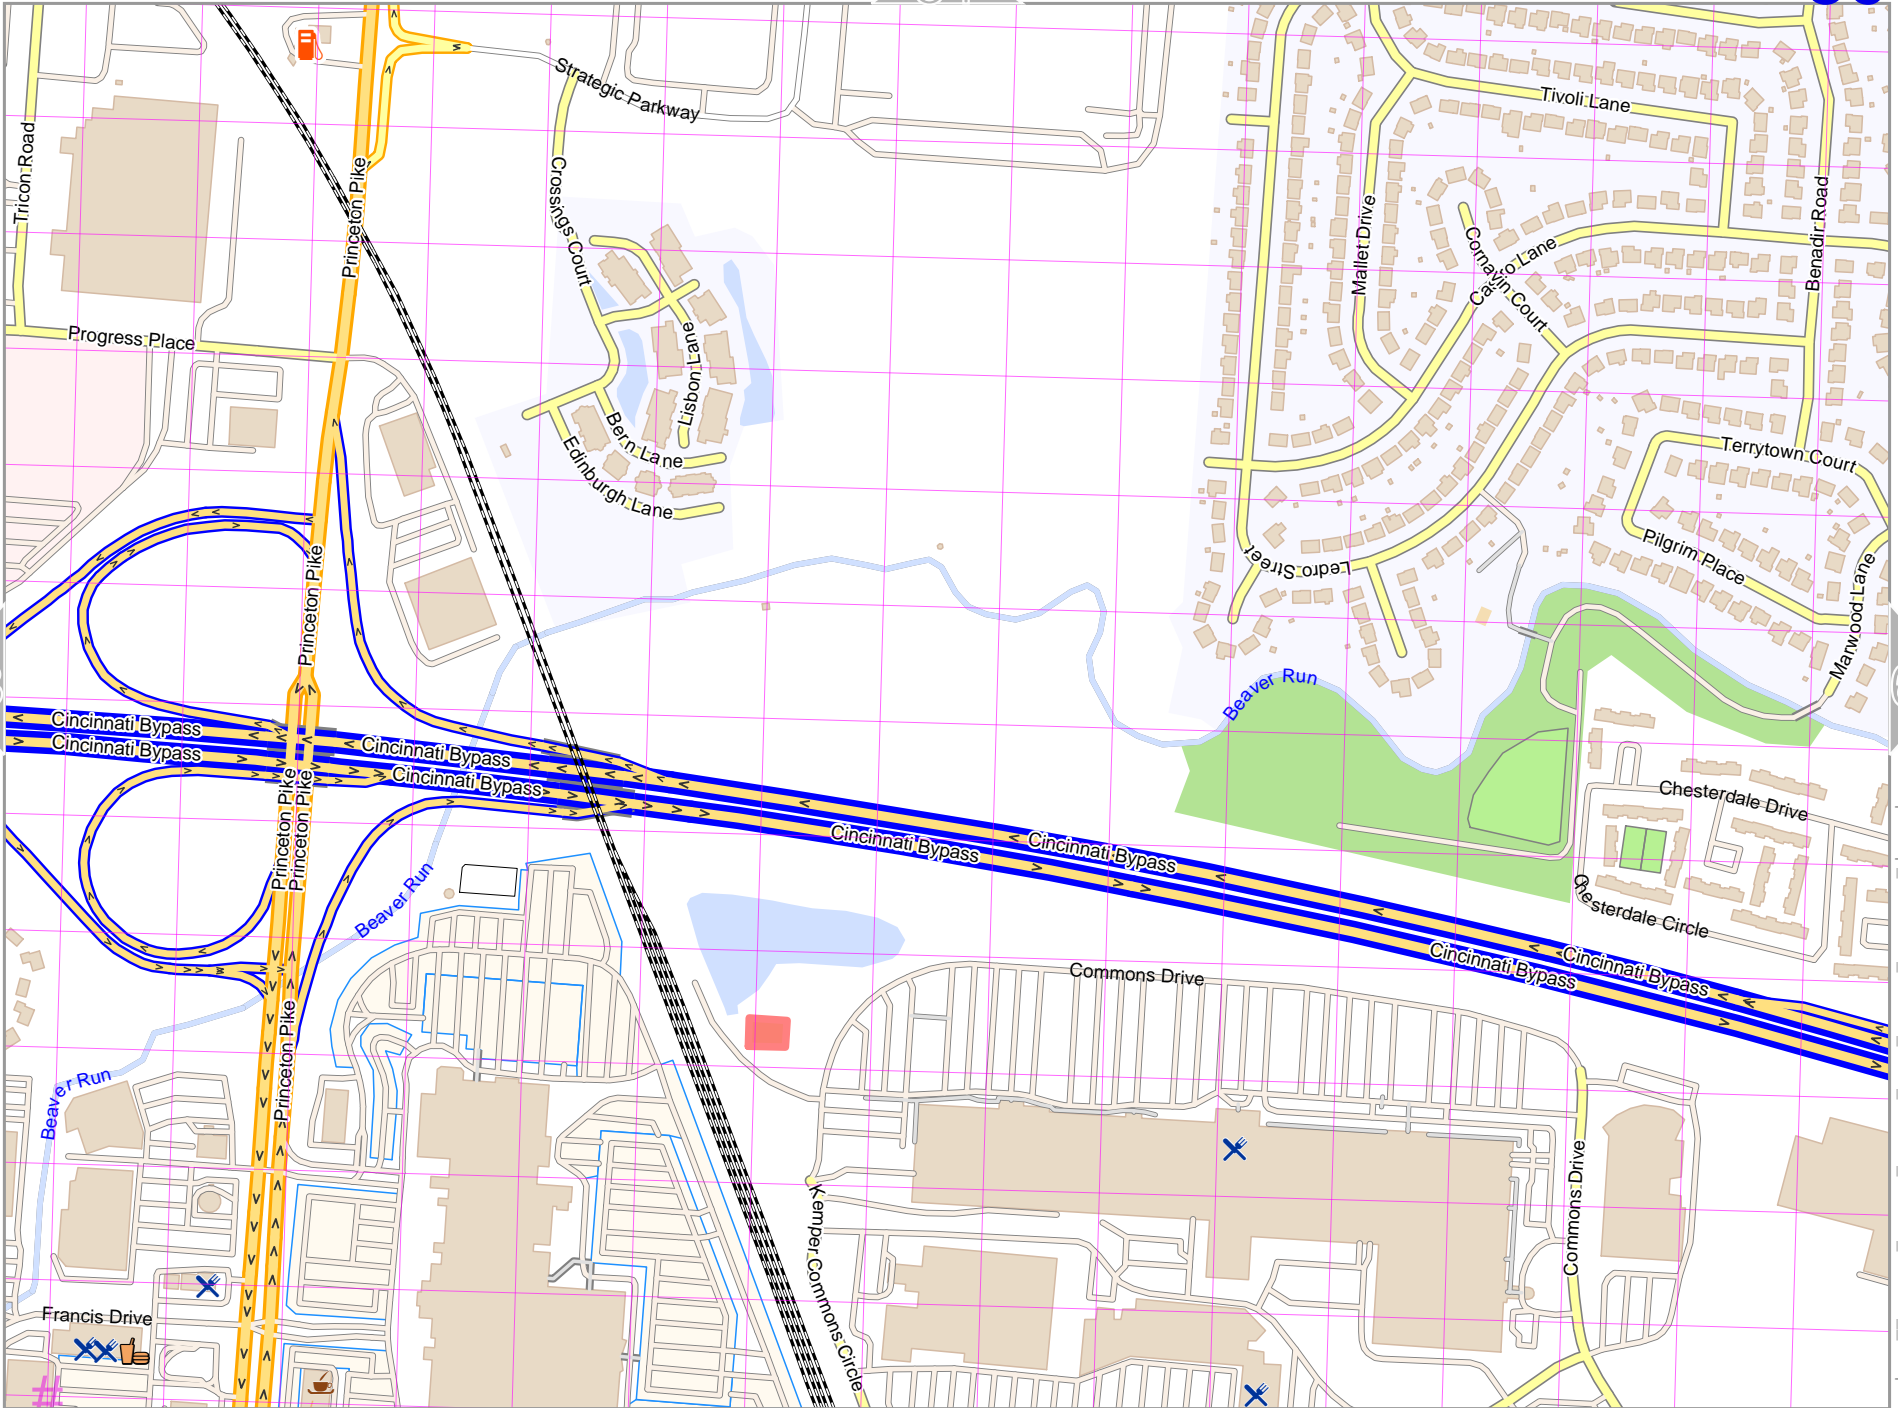 Strategic Parkway
Tivoli Lane
Tricon Road
Princeton Pike
Crossings Court
Mallet Drive
Cornavin Court
Benadir Road
Progress Place
Lisbon Lane
Bern Lane
Edinburgh Lane
Terrytown Court
Pilgrim Place
Ledro Street
Marwood Lane
Princeton Pike
Beaver Run
Cincinnati Bypass
Cincinnati Bypass
Cincinnati Bypass
Cincinnati Bypass
Chesterdale Drive
Princeton Pike
Princeton Pike
Cincinnati Bypass
Cincinnati Bypass
Beaver Run
Chesterdale Circle
Cincinnati Bypass
Cincinnati Bypass
Commons Drive
Princeton Pike
Beaver Run
Commons Drive
Kemper Commons Circle
Francis Drive